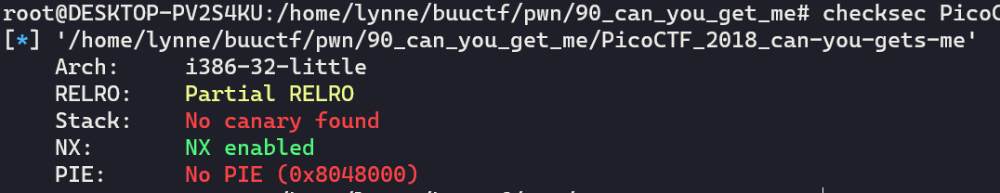 root@DESKTOP-PV2S4KU:/home/lynne/buuctf/pwn/90_can_you_get_me# checksec PicoC
[*] '/home/lynne/buuctf/pwn/90_can_you_get_me/PicoCTF_2018_can-you-gets-me'
Arch: i386-32-little
RELRO: Partial RELRO
Stack: No canary found
NX: NX enabled
PIE: No PIE (0x8048000)